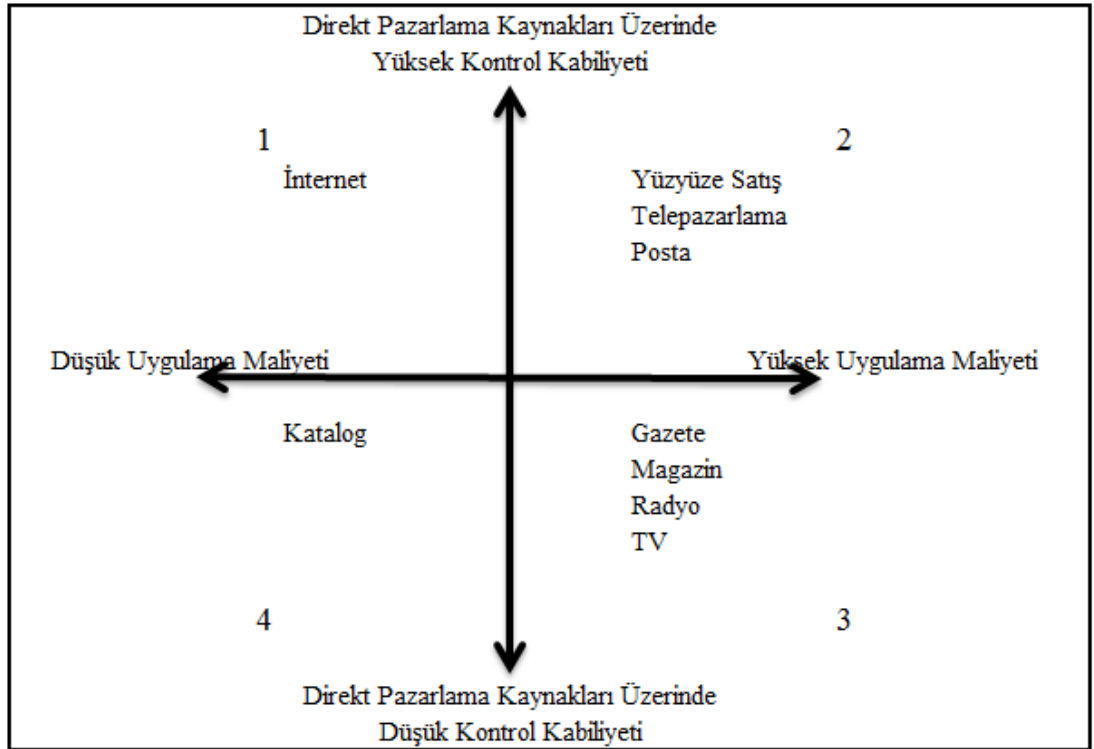 Direkt Pazarlama Kaynakları Üzerinde
Yüksek Kontrol Kabiliyeti
1
2
İnternet
Yüzyüze Satış
Telepazarlama
Posta
Düşük Uygulama Maliyeti
Yüksek Uygulama Maliyeti
Katalog
Gazete
Magazin
Radyo
TV
4
3
Direkt Pazarlama Kaynakları Üzerinde
Düşük Kontrol Kabiliyeti